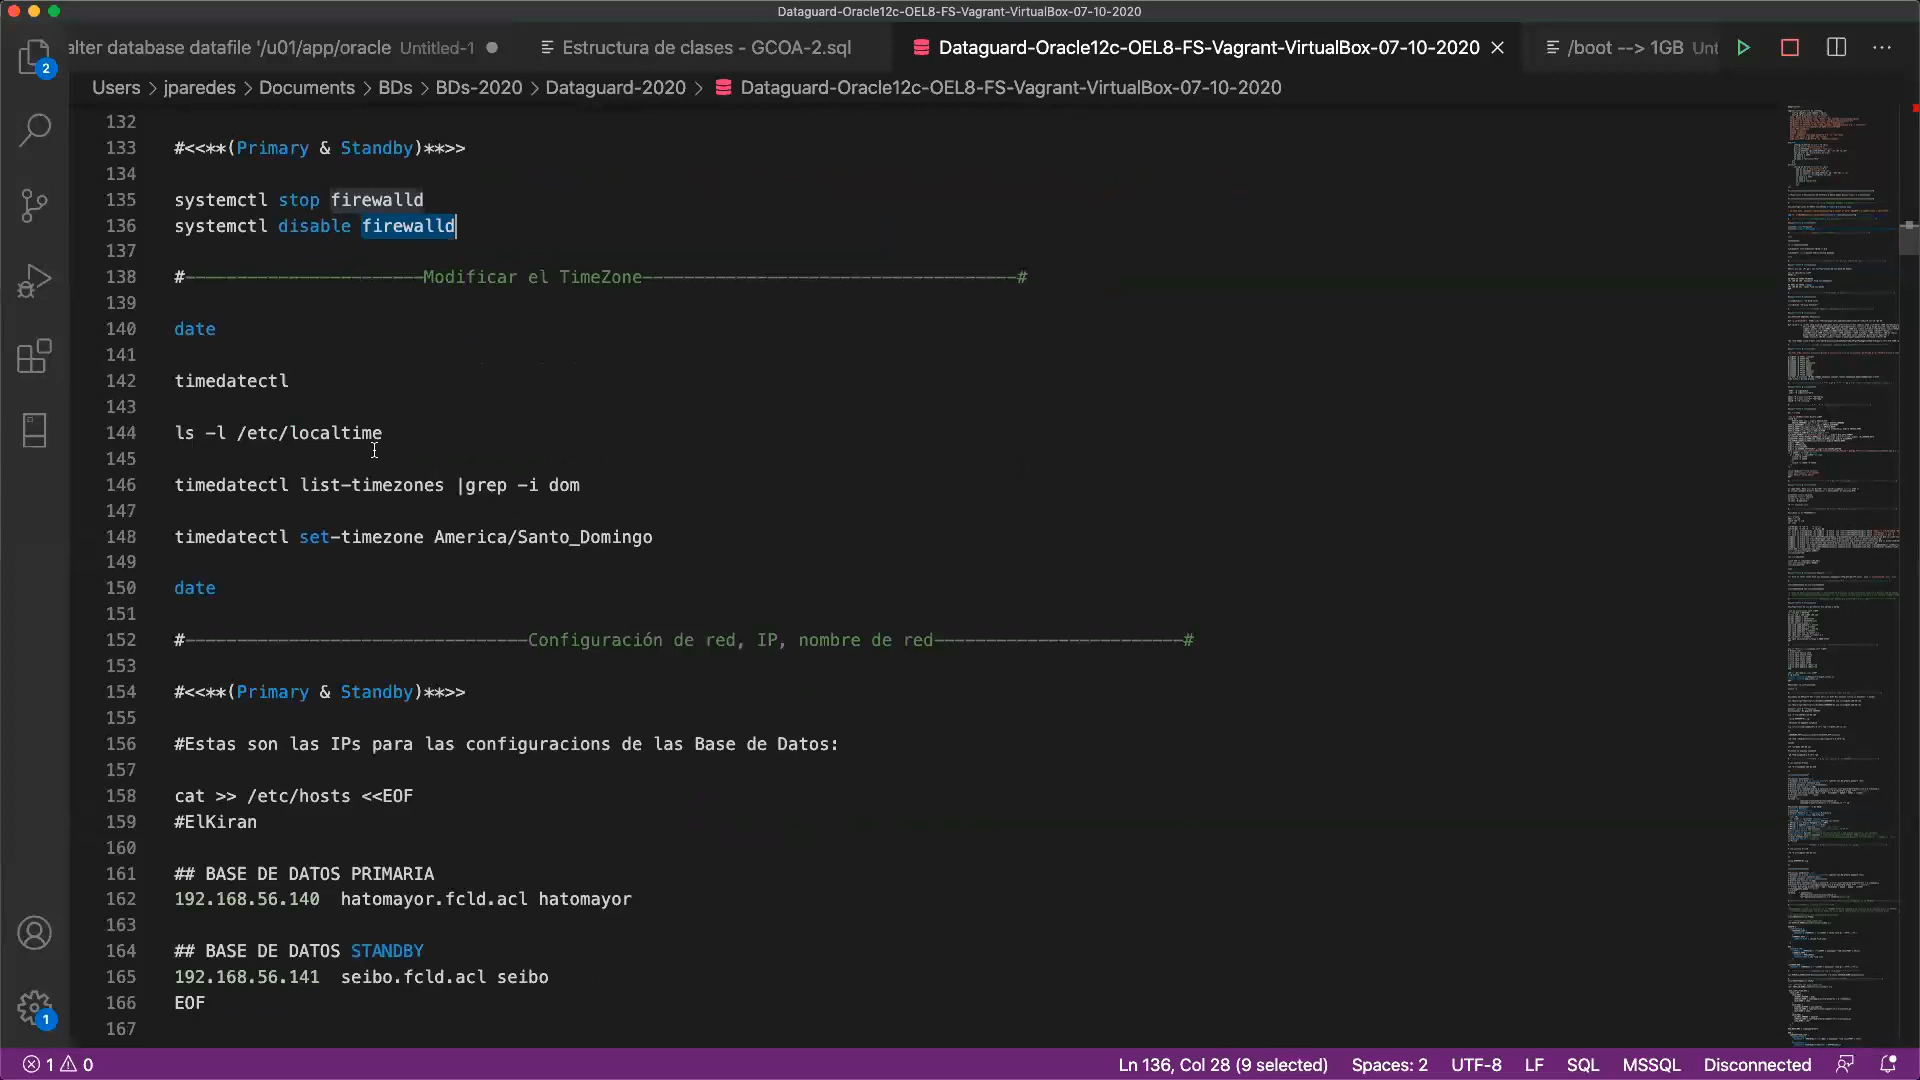 Dataguard-Oracle12c-OEL8-FS-Vagrant-VirtualBox-07-10-2020
alter database datafile '/u01/app/oracle Untitled-1
Estructura de clases - GCOA-2.sql
Dataguard-Oracle12c-OEL8-FS-Vagrant-VirtualBox-07-10-2020
/boot --> 1GB Unt
2
Users > jparedes > Documents > BDs > BDs-2020 > Dataguard-2020 > Dataguard-Oracle12c-OEL8-FS-Vagrant-VirtualBox-07-10-2020
132
133 #<<**(Primary & Standby)**>>
134
135 systemctl stop firewalld
136 systemctl disable firewalld
137
138 #-----------------------Modificar el TimeZone------------------------------------#
139
140 date
141
142 timedatectl
143
144 ls -l /etc/localtime
145
146 timedatectl list-timezones |grep -i dom
147
148 timedatectl set-timezone America/Santo_Domingo
149
150 date
151
152 #---------------------------------Configuración de red, IP, nombre de red------------------------#
153
154 #<<**(Primary & Standby)**>>
155
156 #Estas son las IPs para las configuracions de las Base de Datos:
157
158 cat >> /etc/hosts <<EOF
159 #ElKiran
160
161 ## BASE DE DATOS PRIMARIA
162 192.168.56.140  hatomayor.fcld.acl hatomayor
163
164 ## BASE DE DATOS STANDBY
165 192.168.56.141  seibo.fcld.acl seibo
166 EOF
167
1
1 0 Ln 136, Col 28 (9 selected) Spaces: 2 UTF-8 LF SQL MSSQL Disconnected